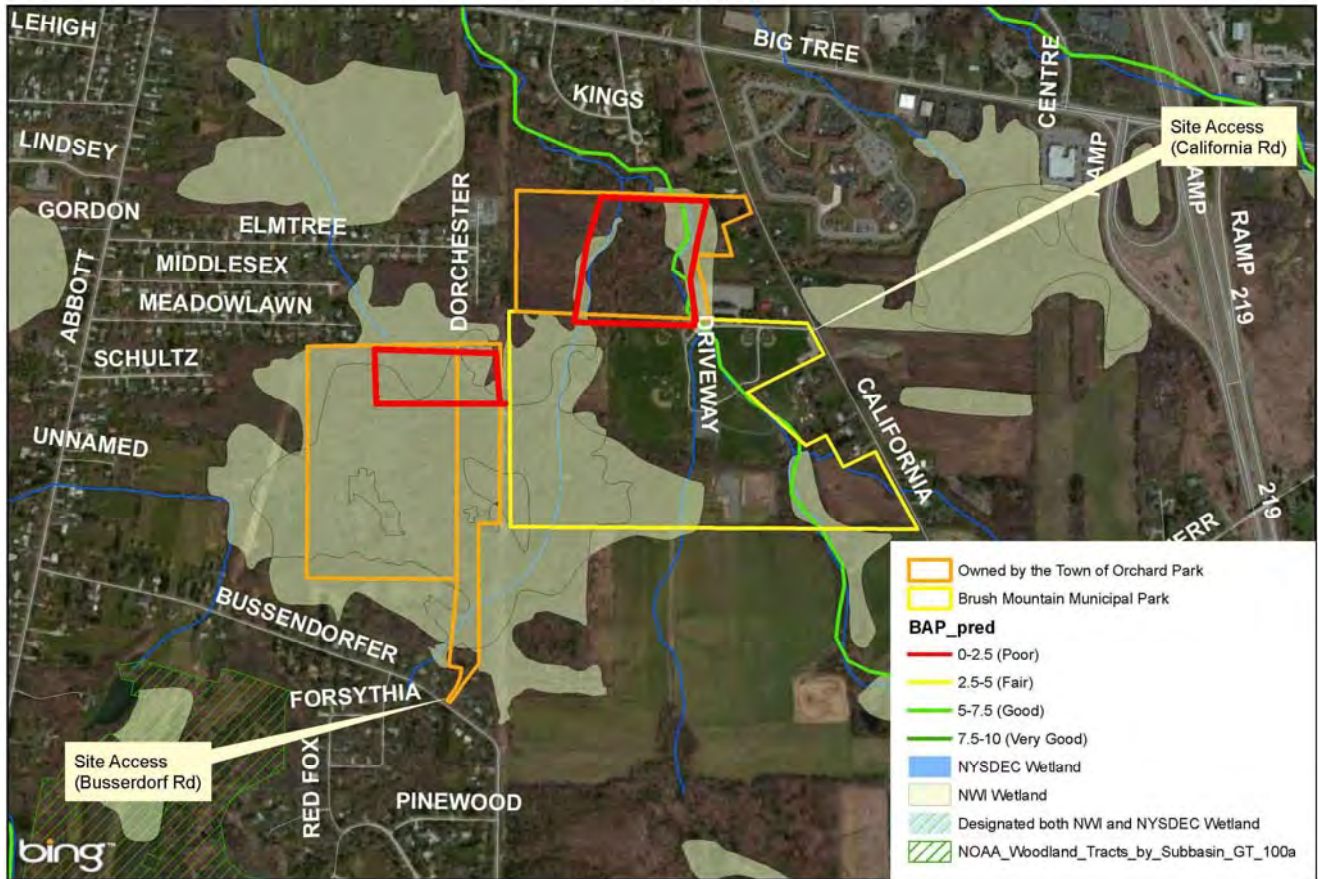 LEHIGH
BIG TREE
CENTRE
KINGS
Site Access
(California Rd)
LINDSEY
RAMP
RAMP
RAMP 219
GORDON
ELMTREE
DORCHESTER
MIDDLESEX
MEADOWLAWN
ABBOTT
SCHULTZ
DRIVEWAY
CALIFORNIA
UNNAMED
219
ERR
BUSSENDORFER
FORSYTHIA
Site Access
(Busserdorf Rd)
RED FOX
PINEWOOD
bing™
Owned by the Town of Orchard Park
Brush Mountain Municipal Park
BAP_pred
0-2.5 (Poor)
2.5-5 (Fair)
5-7.5 (Good)
7.5-10 (Very Good)
NYSDEC Wetland
NWI Wetland
Designated both NWI and NYSDEC Wetland
NOAA_Woodland_Tracts_by_Subbasin_GT_100a